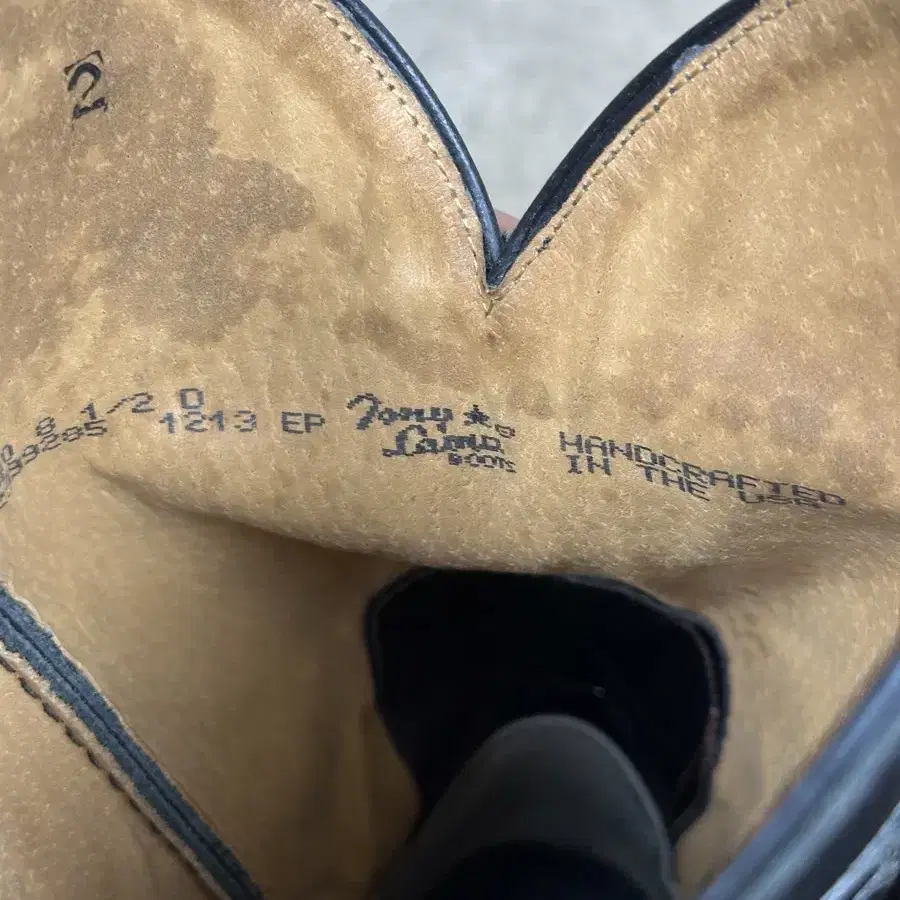 2
8 1/2 D
1213 EP
Tony Lama ®
BOOTS
HANDCRAFTED
IN THE USA